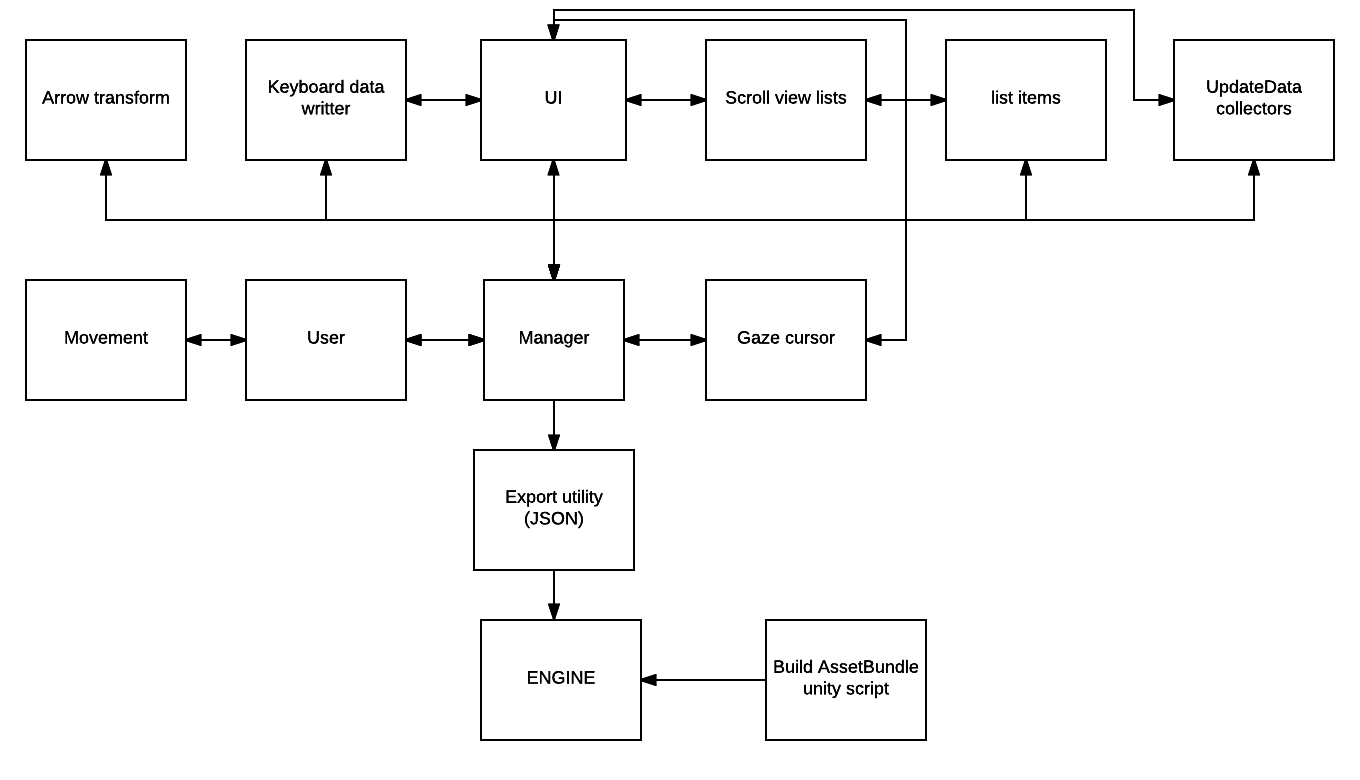 Arrow transform
Keyboard data
writter
UI
Scroll view lists
list items
UpdateData
collectors
Movement
User
Manager
Gaze cursor
Export utility
(JSON)
ENGINE
Build AssetBundle
unity script